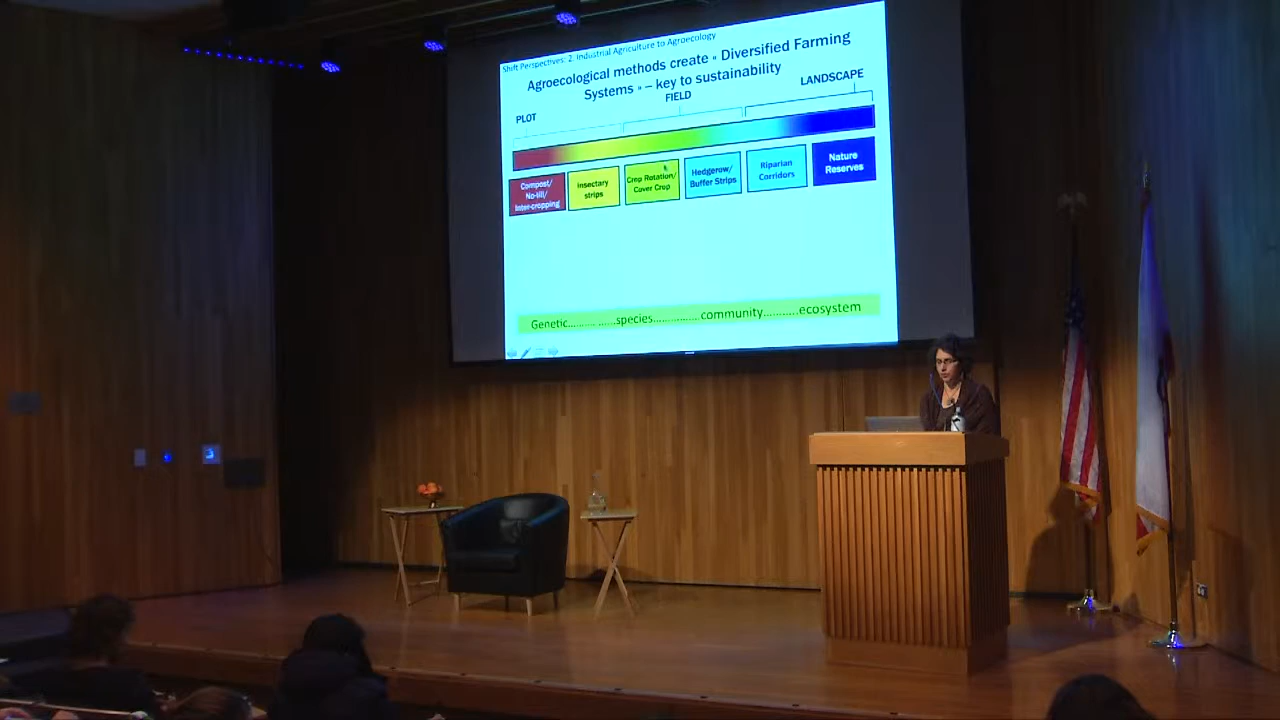 Shift Perspectives: 2. Industrial Agriculture to Agroecology
Agroecological methods create « Diversified Farming
Systems » – key to sustainability
PLOT
FIELD
LANDSCAPE
Compost/
No-till/
Inter-cropping
Insectary
strips
Crop Rotation/
Cover Crop
Hedgerow/
Buffer Strips
Riparian
Corridors
Nature
Reserves
Genetic……… ……species……………community……….ecosystem